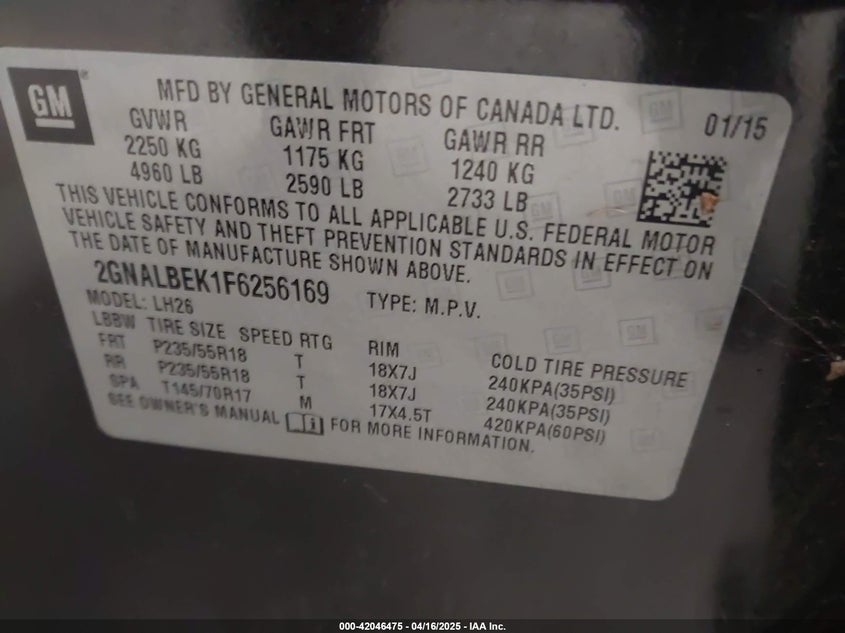 GM
MFD BY GENERAL MOTORS OF CANADA LTD.
01/15
GVWR GAWR FRT GAWR RR
2250 KG 1175 KG 1240 KG
4960 LB 2590 LB 2733 LB
THIS VEHICLE CONFORMS TO ALL APPLICABLE U.S. FEDERAL MOTOR
VEHICLE SAFETY AND THEFT PREVENTION STANDARDS IN EFFECT ON
THE DATE OF MANUFACTURE SHOWN ABOVE.
2GNALBEK1F6256169 TYPE: M.P.V.
MODEL: LH26
LBBW TIRE SIZE SPEED RTG RIM COLD TIRE PRESSURE
FRT P235/55R18 T 18X7J 240KPA(35PSI)
RR P235/55R18 T 18X7J 240KPA(35PSI)
SPA T145/70R17 M 17X4.5T 420KPA(60PSI)
SEE OWNER'S MANUAL FOR MORE INFORMATION.
000-42046475 - 04/16/2025 - IAA Inc.